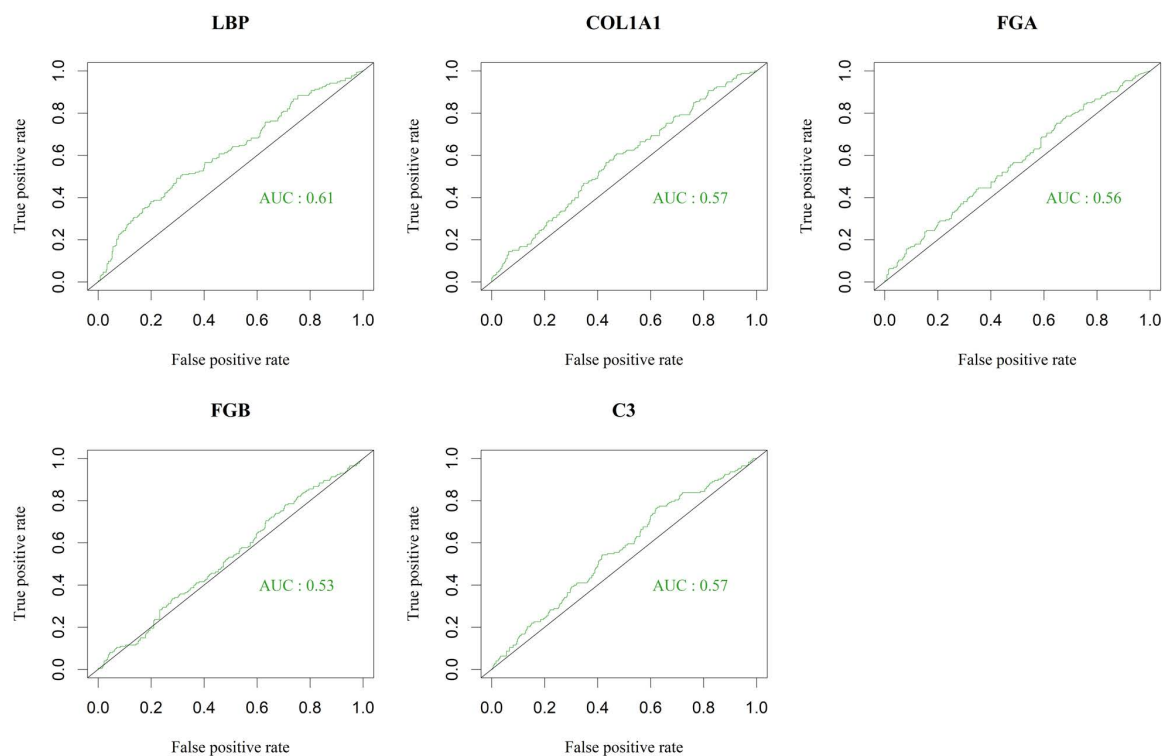 LBP
True positive rate
1.0
0.8
0.6
0.4
0.2
0.0
AUC : 0.61
0.0 0.2 0.4 0.6 0.8 1.0
False positive rate
COL1A1
True positive rate
1.0
0.8
0.6
0.4
0.2
0.0
AUC : 0.57
0.0 0.2 0.4 0.6 0.8 1.0
False positive rate
FGA
True positive rate
1.0
0.8
0.6
0.4
0.2
0.0
AUC : 0.56
0.0 0.2 0.4 0.6 0.8 1.0
False positive rate
FGB
True positive rate
1.0
0.8
0.6
0.4
0.2
0.0
AUC : 0.53
0.0 0.2 0.4 0.6 0.8 1.0
False positive rate
C3
True positive rate
1.0
0.8
0.6
0.4
0.2
0.0
AUC : 0.57
0.0 0.2 0.4 0.6 0.8 1.0
False positive rate